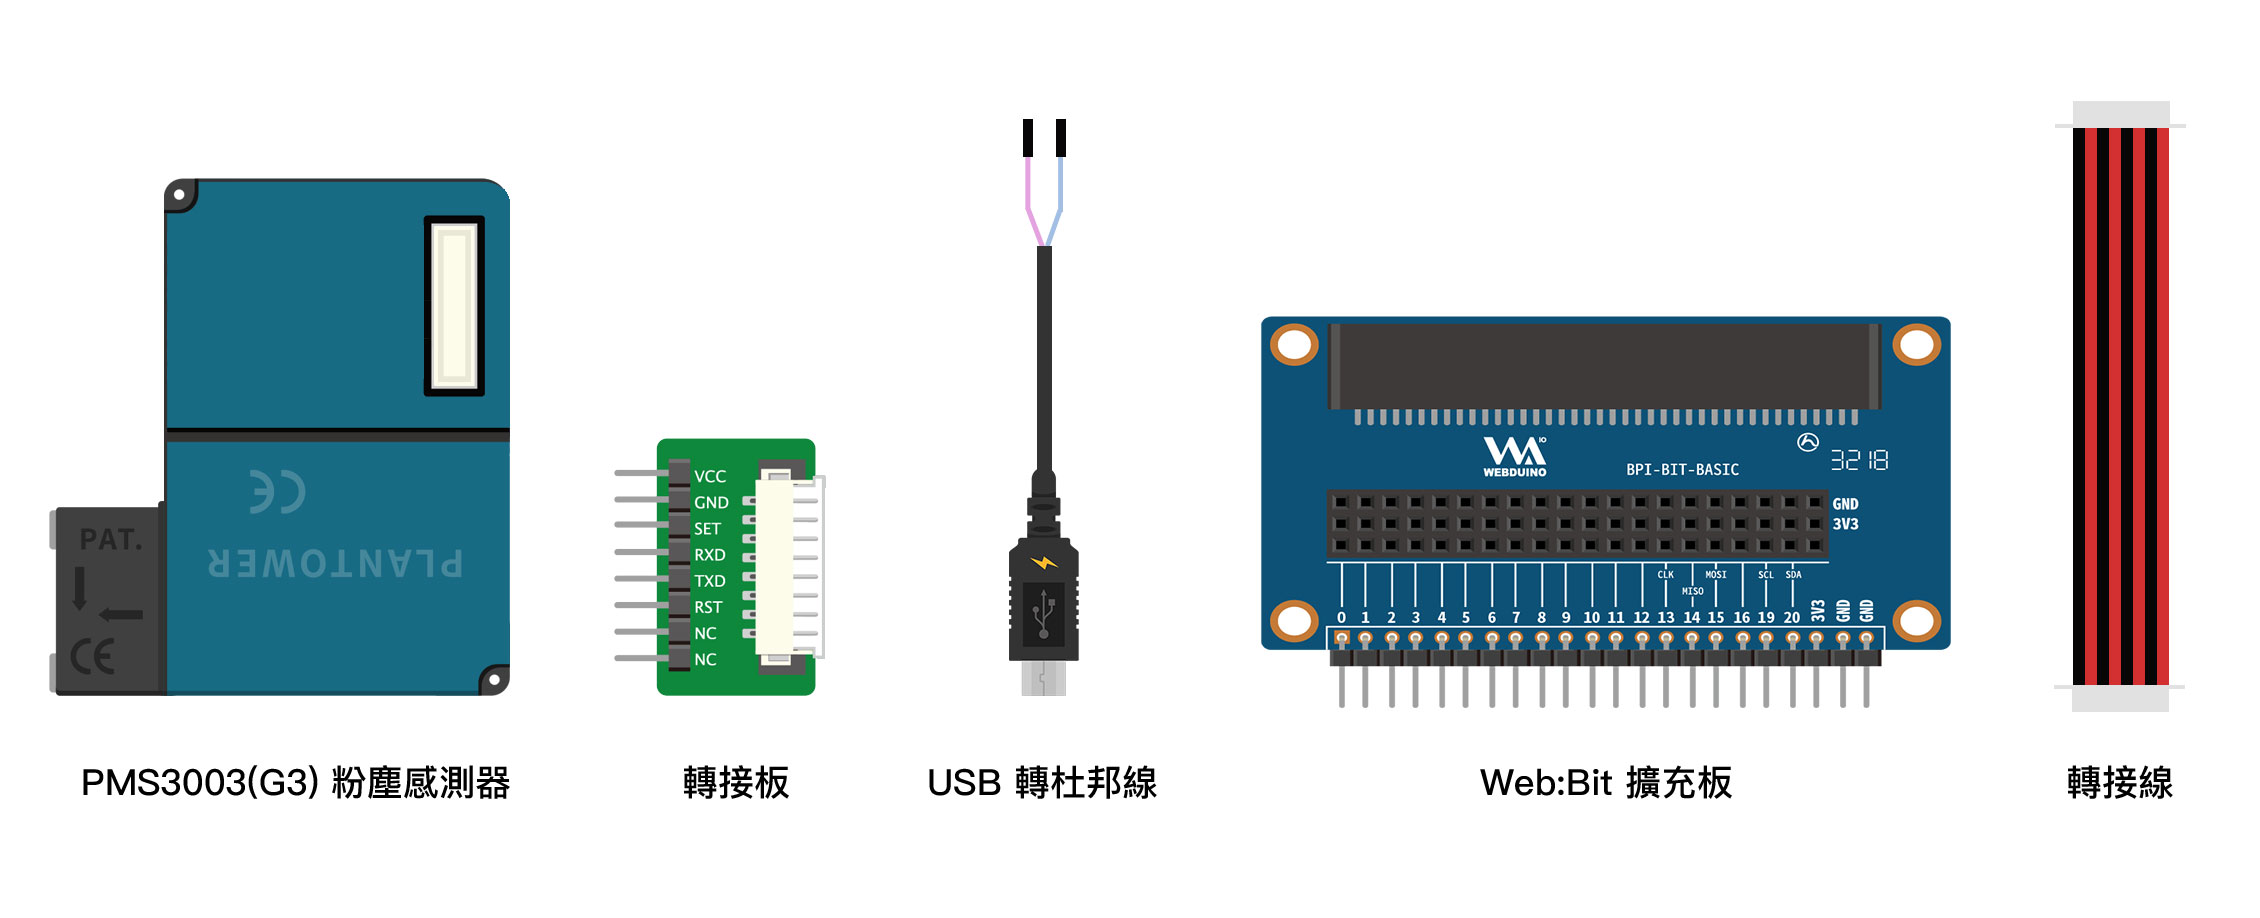 PAT.
CE
CE
PLANTOWER
VCC
GND
SET
RXD
TXD
RST
NC
NC
WEBDUINO
IO
BPI-BIT-BASIC
3218
GND
3V3
CLK
MISO
MOSI
SCL
SDA
0 1 2 3 4 5 6 7 8 9 10 11 12 13 14 15 16 19 20 3V3 GND GND
PMS3003(G3) 粉塵感測器
轉接板
USB 轉杜邦線
Web:Bit 擴充板
轉接線